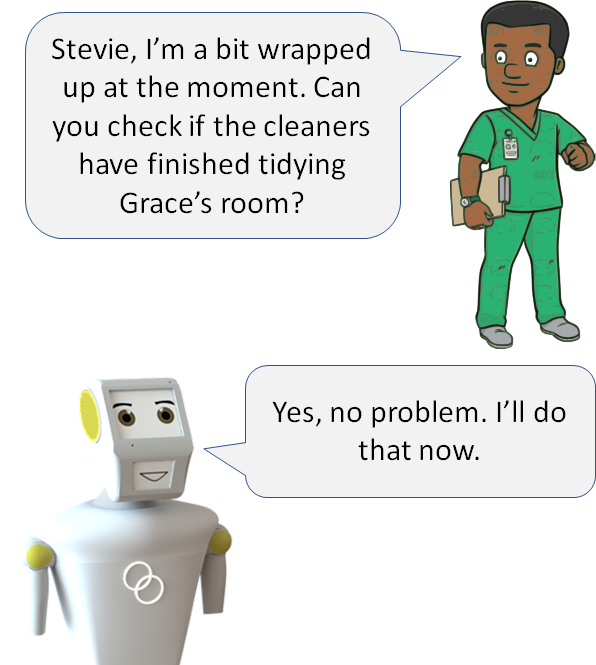 Stevie, I’m a bit wrapped
up at the moment. Can
you check if the cleaners
have finished tidying
Grace’s room?
Yes, no problem. I’ll do
that now.